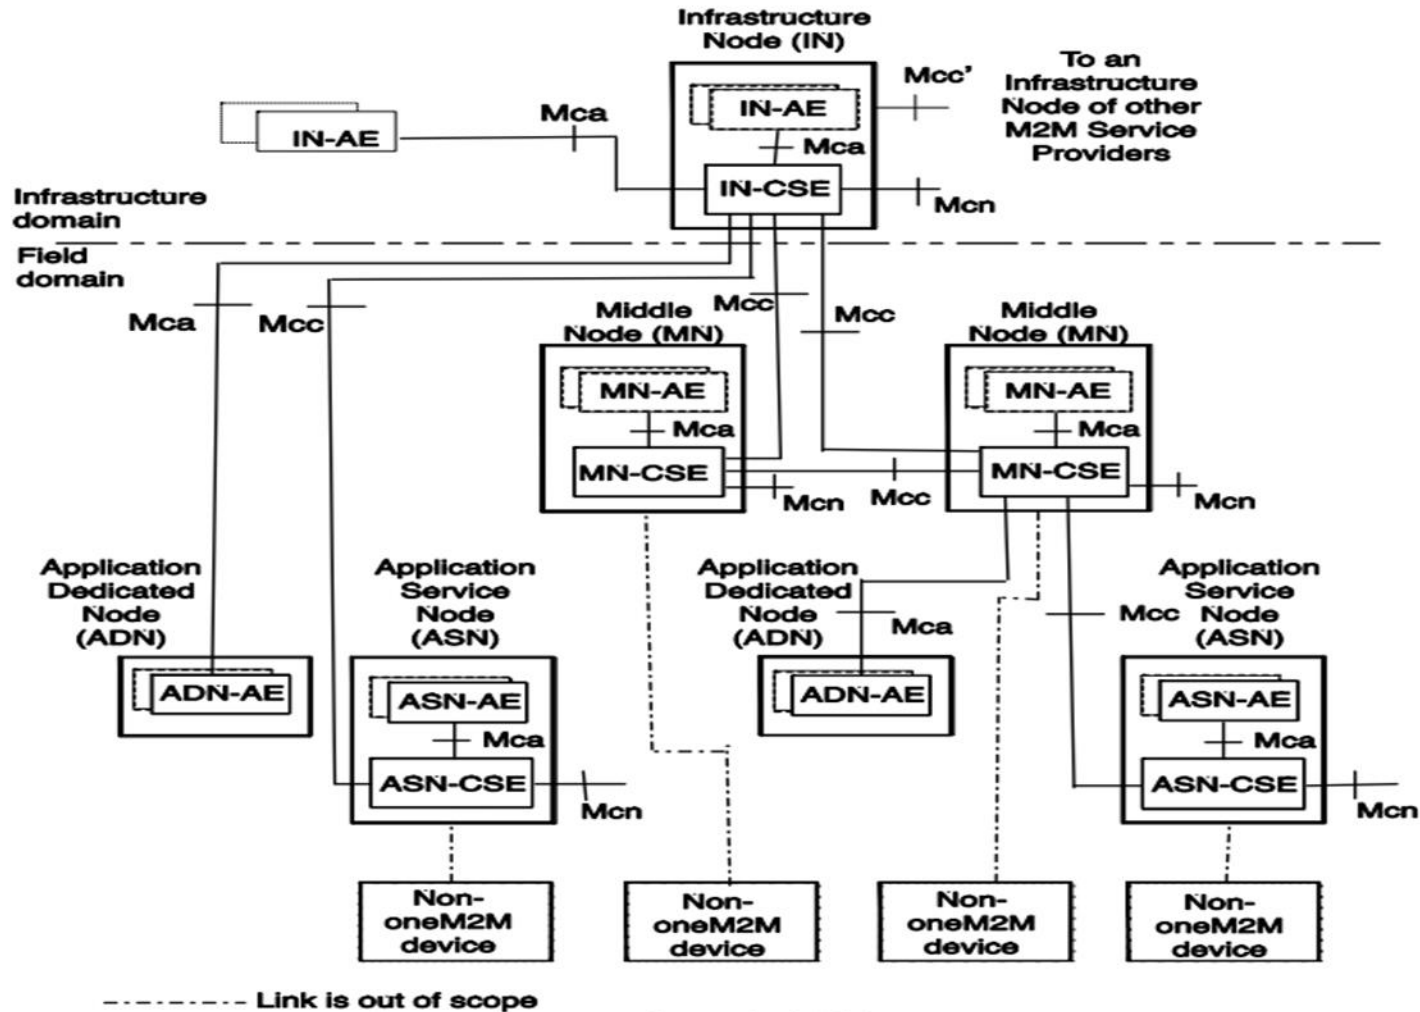 Infrastructure
Node (IN)
Mcc'
To an
Infrastructure
Node of other
M2M Service
Providers
IN-AE
Mca
IN-AE
Mca
IN-CSE
Mcn
Infrastructure
domain
Field
domain
Mca
Mcc
Mcc
Mcc
Middle
Node (MN)
Middle
Node (MN)
MN-AE
Mca
MN-CSE
Mcn
Mcc
MN-AE
Mca
MN-CSE
Mcn
Application
Dedicated
Node
(ADN)
Application
Service
Node
(ASN)
Application
Dedicated
Node
(ADN)
Mca
Mcc
Application
Service
Node
(ASN)
ADN-AE
ASN-AE
Mca
ASN-CSE
Mcn
ADN-AE
ASN-AE
Mca
ASN-CSE
Mcn
Non-
oneM2M
device
Non-
oneM2M
device
Non-
oneM2M
device
Non-
oneM2M
device
Link is out of scope